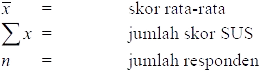 x̅ = skor rata-rata
∑x = jumlah skor SUS
n = jumlah responden